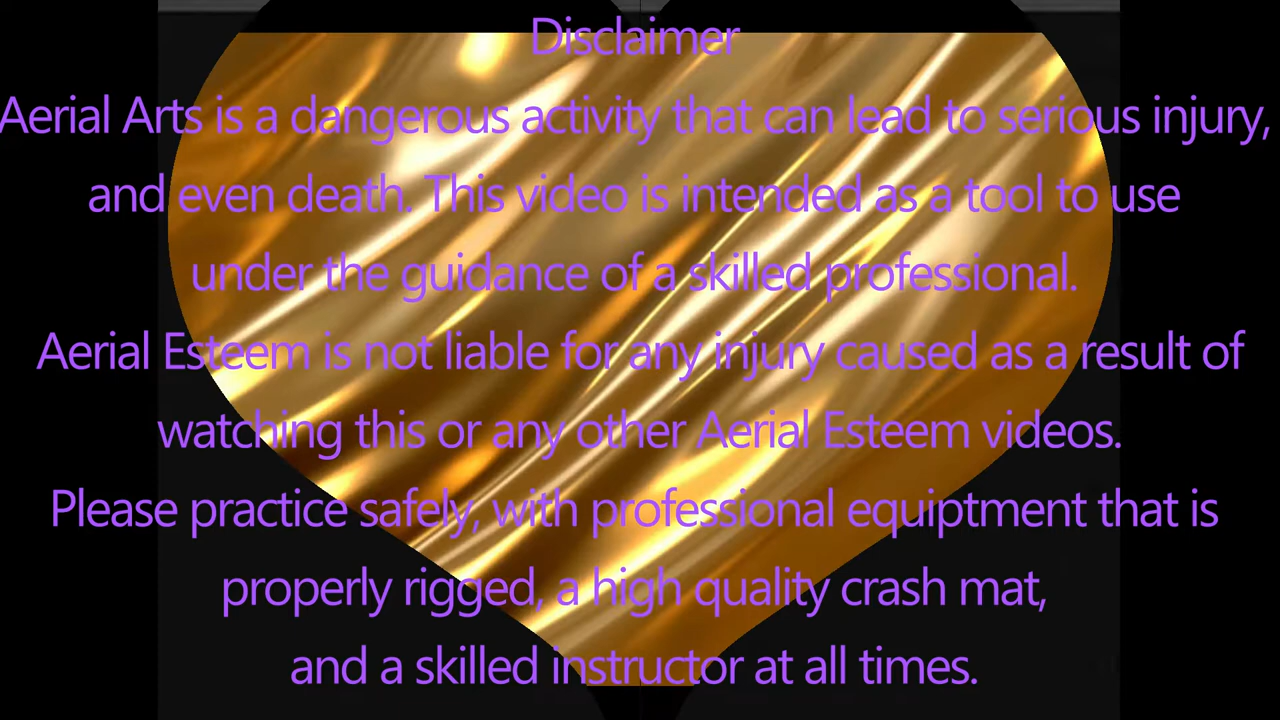 Disclaimer
Aerial Arts is a dangerous activity that can lead to serious injury,
and even death. This video is intended as a tool to use
under the guidance of a skilled professional.
Aerial Esteem is not liable for any injury caused as a result of
watching this or any other Aerial Esteem videos.
Please practice safely, with professional equiptment that is
properly rigged, a high quality crash mat,
and a skilled instructor at all times.